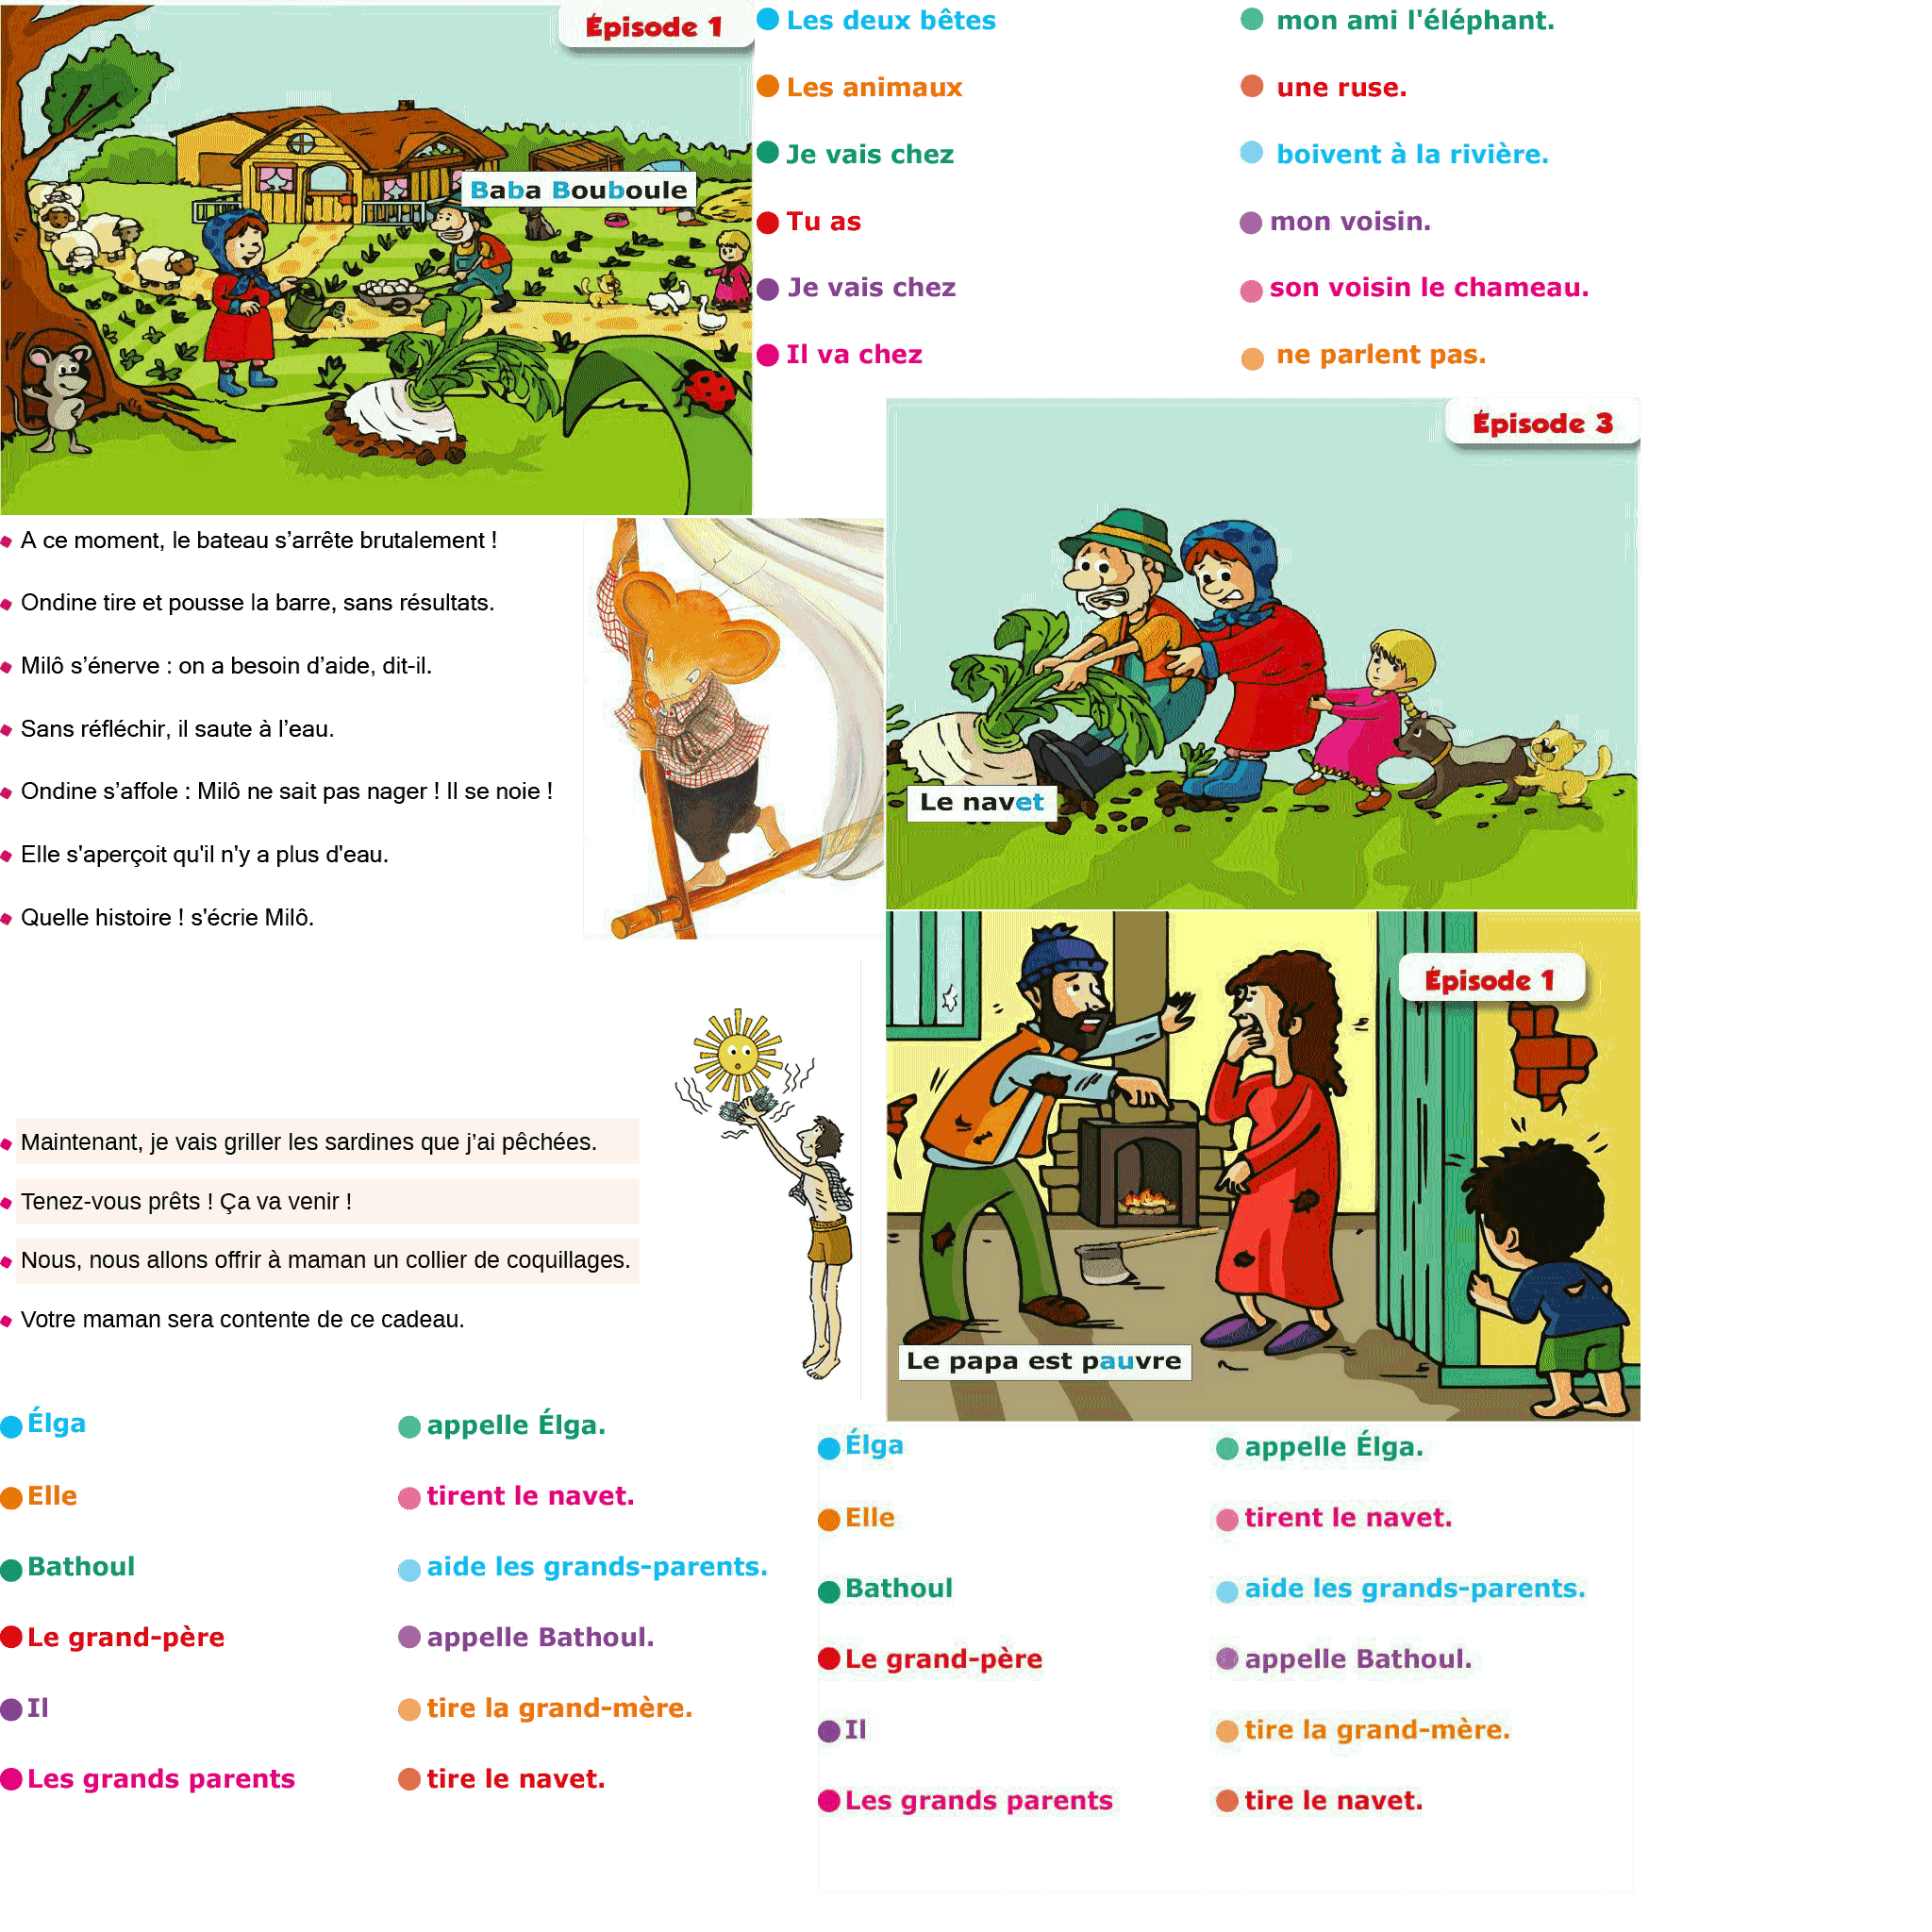 Épisode 1
Baba Bouboule
Les deux bêtes
mon ami l'éléphant.
Les animaux
une ruse.
Je vais chez
boivent à la rivière.
Tu as
mon voisin.
Je vais chez
son voisin le chameau.
Il va chez
ne parlent pas.
Épisode 3
Le navet
A ce moment, le bateau s’arrête brutalement !
Ondine tire et pousse la barre, sans résultats.
Milô s’énerve : on a besoin d’aide, dit-il.
Sans réfléchir, il saute à l’eau.
Ondine s’affole : Milô ne sait pas nager ! Il se noie !
Elle s'aperçoit qu'il n'y a plus d'eau.
Quelle histoire ! s'écrie Milô.
Épisode 1
Le papa est pauvre
Maintenant, je vais griller les sardines que j’ai pêchées.
Tenez-vous prêts ! Ça va venir !
Nous, nous allons offrir à maman un collier de coquillages.
Votre maman sera contente de ce cadeau.
Élga
appelle Élga.
Elle
tirent le navet.
Bathoul
aide les grands-parents.
Le grand-père
appelle Bathoul.
Il
tire la grand-mère.
Les grands parents
tire le navet.
Élga
appelle Élga.
Elle
tirent le navet.
Bathoul
aide les grands-parents.
Le grand-père
appelle Bathoul.
Il
tire la grand-mère.
Les grands parents
tire le navet.